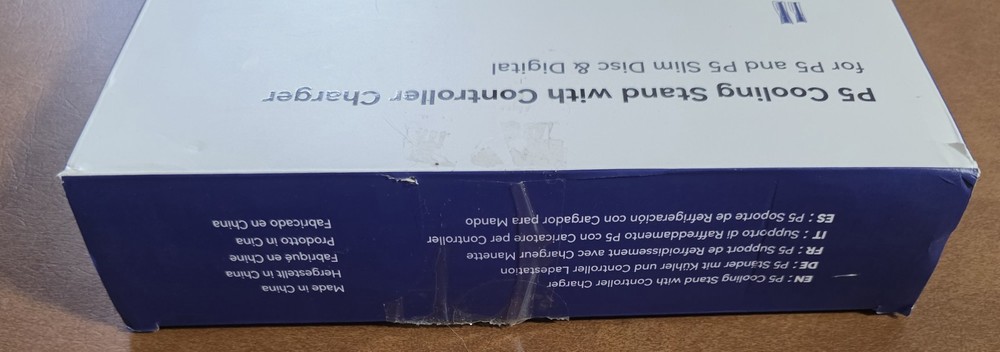 P5 Cooling Stand with Controller Charger
for P5 and P5 Slim Disc & Digital
EN: P5 Cooling Stand with Controller Charger
DE: P5 Ständer mit Kühler und Controller Ladestation
FR: P5 Support de Refroidissement avec Chargeur Manette
IT: Supporto di Raffreddamento P5 con Caricatore per Controller
ES: P5 Soporte de Refrigeración con Cargador para Mando
Made in China
Hergestellt in China
Fabriqué en Chine
Prodotto in Cina
Fabricado en China